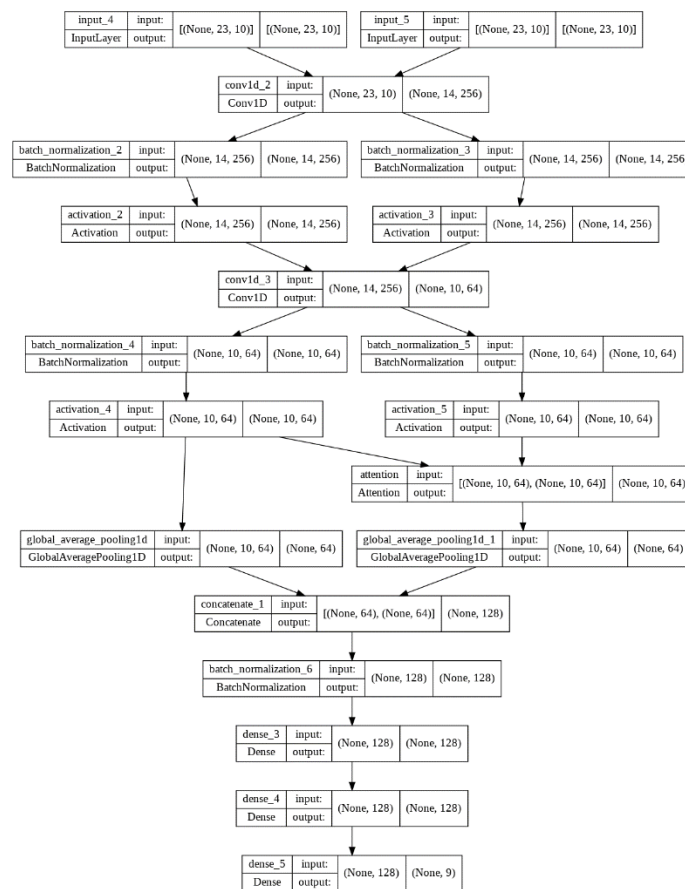 input_4 input: [(None, 23, 10)] [(None, 23, 10)]
InputLayer output:
input_5 input: [(None, 23, 10)] [(None, 23, 10)]
InputLayer output:
conv1d_2 input: (None, 23, 10) (None, 14, 256)
Conv1D output:
batch_normalization_2 input: (None, 14, 256) (None, 14, 256)
BatchNormalization output:
batch_normalization_3 input: (None, 14, 256) (None, 14, 256
BatchNormalization output:
activation_2 input: (None, 14, 256) (None, 14, 256)
Activation output:
activation_3 input: (None, 14, 256) (None, 14, 256)
Activation output:
conv1d_3 input: (None, 14, 256) (None, 10, 64)
Conv1D output:
batch_normalization_4 input: (None, 10, 64) (None, 10, 64)
BatchNormalization output:
batch_normalization_5 input: (None, 10, 64) (None, 10, 64)
BatchNormalization output:
activation_4 input: (None, 10, 64) (None, 10, 64)
Activation output:
activation_5 input: (None, 10, 64) (None, 10, 64)
Activation output:
attention input: [(None, 10, 64), (None, 10, 64)] (None, 10, 64)
Attention output:
global_average_pooling1d input: (None, 10, 64) (None, 64)
GlobalAveragePooling1D output:
global_average_pooling1d_1 input: (None, 10, 64) (None, 64)
GlobalAveragePooling1D output:
concatenate_1 input: [(None, 64), (None, 64)] (None, 128)
Concatenate output:
batch_normalization_6 input: (None, 128) (None, 128)
BatchNormalization output:
dense_3 input: (None, 128) (None, 128)
Dense output:
dense_4 input: (None, 128) (None, 128)
Dense output:
dense_5 input: (None, 128) (None, 9)
Dense output: